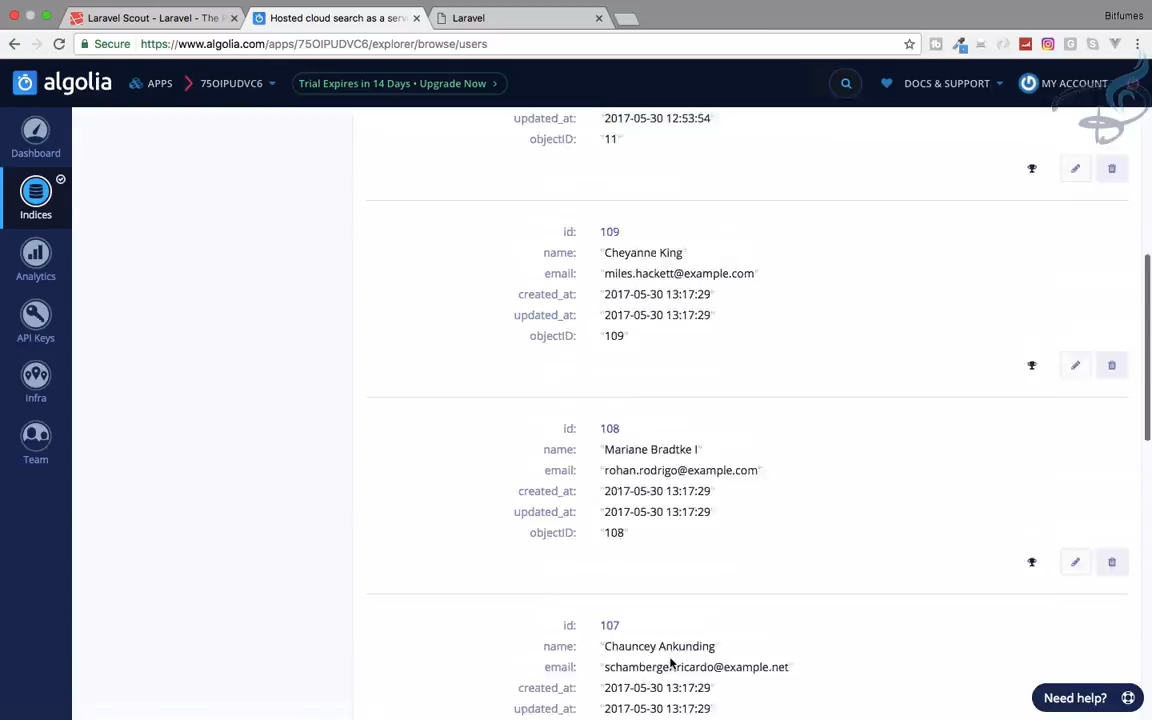 Laravel Scout - Laravel - The P
Hosted cloud search as a serv
Laravel
Bitfumes
Secure
https://www.algolia.com/apps/75OIPUDVC6/explorer/browse/users
algolia
APPS
75OIPUDVC6
Trial Expires in 14 Days • Upgrade Now
DOCS & SUPPORT
MY ACCOUNT
Dashboard
Indices
Analytics
API Keys
Infra
Team
updated_at: "2017-05-30 12:53:54"
objectID: "11"
id: 109
name: "Cheyanne King"
email: "miles.hackett@example.com"
created_at: "2017-05-30 13:17:29"
updated_at: "2017-05-30 13:17:29"
objectID: "109"
id: 108
name: "Mariane Bradtke I"
email: "rohan.rodrigo@example.com"
created_at: "2017-05-30 13:17:29"
updated_at: "2017-05-30 13:17:29"
objectID: "108"
id: 107
name: "Chauncey Ankunding"
email: "schamberger.ricardo@example.net"
created_at: "2017-05-30 13:17:29"
updated_at: "2017-05-30 13:17:29"
Need help?